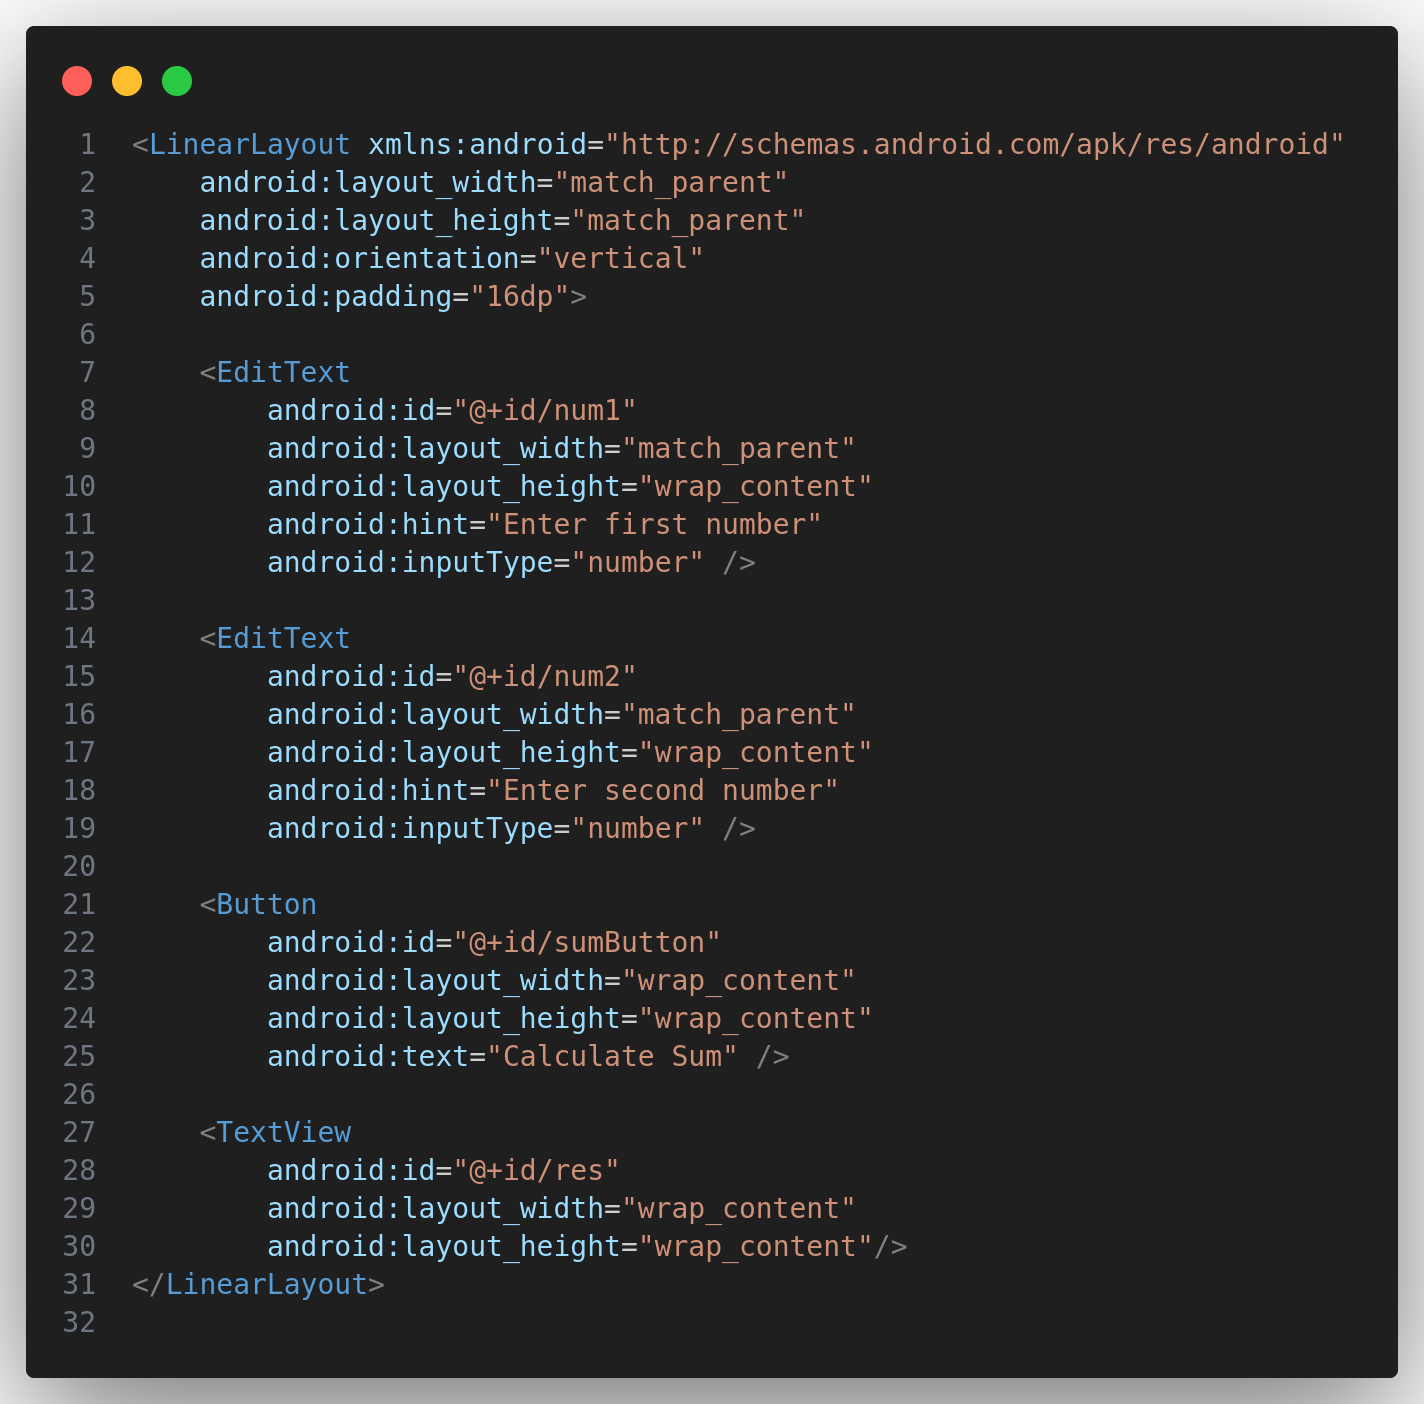 1 <LinearLayout xmlns:android="http://schemas.android.com/apk/res/android"
2     android:layout_width="match_parent"
3     android:layout_height="match_parent"
4     android:orientation="vertical"
5     android:padding="16dp">
6
7     <EditText
8         android:id="@+id/num1"
9         android:layout_width="match_parent"
10         android:layout_height="wrap_content"
11         android:hint="Enter first number"
12         android:inputType="number" />
13
14     <EditText
15         android:id="@+id/num2"
16         android:layout_width="match_parent"
17         android:layout_height="wrap_content"
18         android:hint="Enter second number"
19         android:inputType="number" />
20
21     <Button
22         android:id="@+id/sumButton"
23         android:layout_width="wrap_content"
24         android:layout_height="wrap_content"
25         android:text="Calculate Sum" />
26
27     <TextView
28         android:id="@+id/res"
29         android:layout_width="wrap_content"
30         android:layout_height="wrap_content"/>
31 </LinearLayout>
32